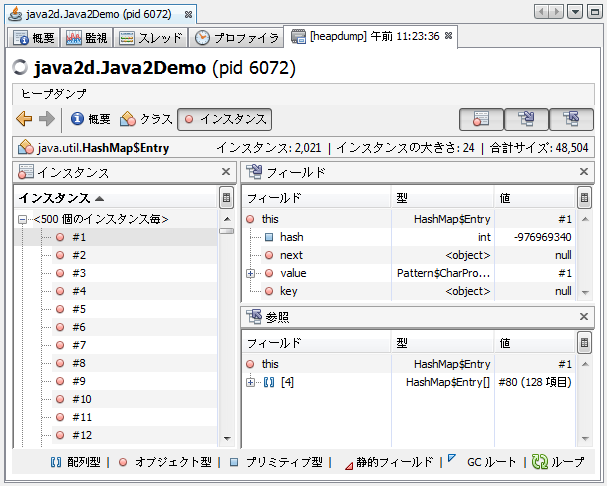 java2d.Java2Demo (pid 6072)
概要 監視 スレッド プロファイラ [heapdump] 午前 11:23:36
java2d.Java2Demo (pid 6072)
ヒープダンプ
概要 クラス インスタンス
java.util.HashMap$Entry インスタンス: 2,021 | インスタンスの大きさ: 24 | 合計サイズ: 48,504
インスタンス
インスタンス
<500 個のインスタンス毎>
#1
#2
#3
#4
#5
#6
#7
#8
#9
#10
#11
#12
フィールド
フィールド 型 値
this HashMap$Entry #1
hash int -976969340
next <object> null
value Pattern$CharPro... #1
key <object> null
参照
フィールド 型 値
this HashMap$Entry #1
[4] HashMap$Entry[] #80 (128 項目)
配列型 | オブジェクト型 | プリミティブ型 | 静的フィールド | GC ルート | ループ